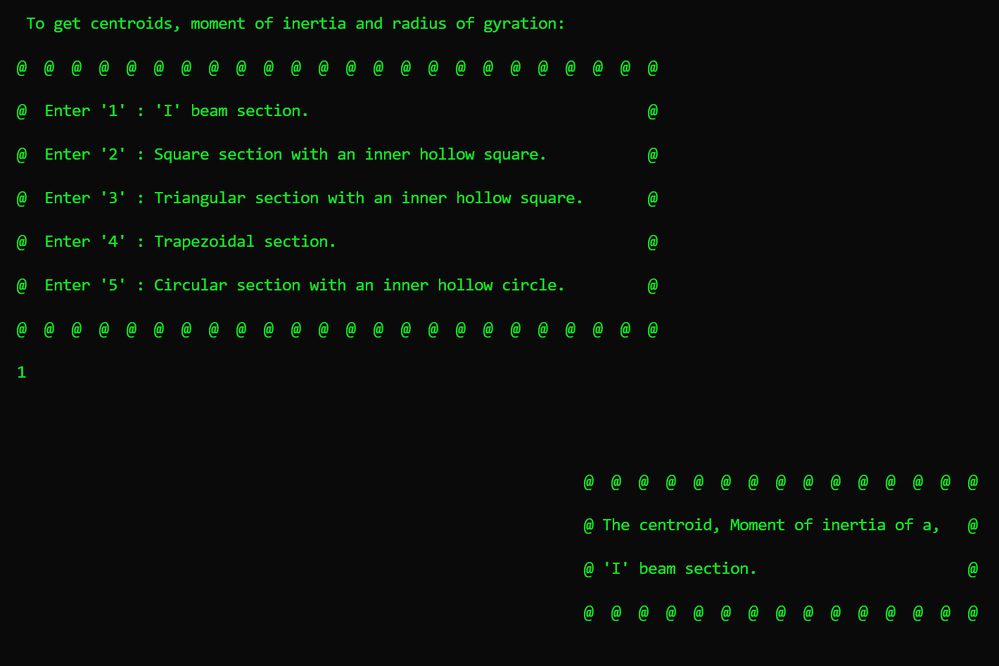 To get centroids, moment of inertia and radius of gyration:
@ @ @ @ @ @ @ @ @ @ @ @ @ @ @ @ @ @ @ @ @ @ @ @
@ Enter '1' : 'I' beam section. @
@ Enter '2' : Square section with an inner hollow square. @
@ Enter '3' : Triangular section with an inner hollow square. @
@ Enter '4' : Trapezoidal section. @
@ Enter '5' : Circular section with an inner hollow circle. @
@ @ @ @ @ @ @ @ @ @ @ @ @ @ @ @ @ @ @ @ @ @ @ @
1
@ @ @ @ @ @ @ @ @ @ @ @ @ @ @
@ The centroid, Moment of inertia of a, @
@ 'I' beam section. @
@ @ @ @ @ @ @ @ @ @ @ @ @ @ @